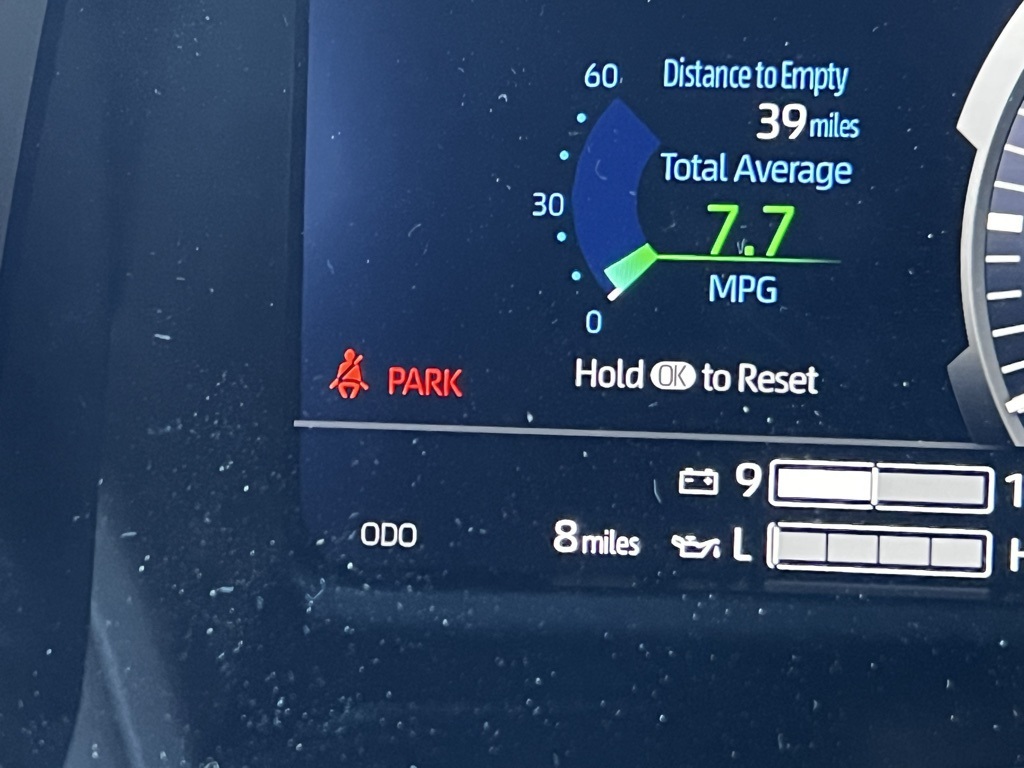 60
Distance to Empty
39 miles
Total Average
30
7.7
MPG
0
PARK
Hold OK to Reset
9
ODO
8 miles
L